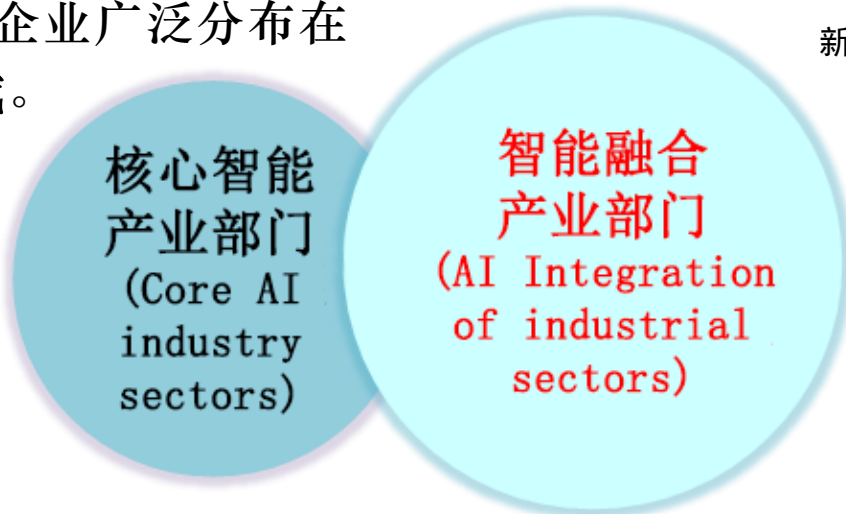 企业广泛分布在
。
新
核心智能
产业部门
(Core AI
industry
sectors)
智能融合
产业部门
(AI Integration
of industrial
sectors)